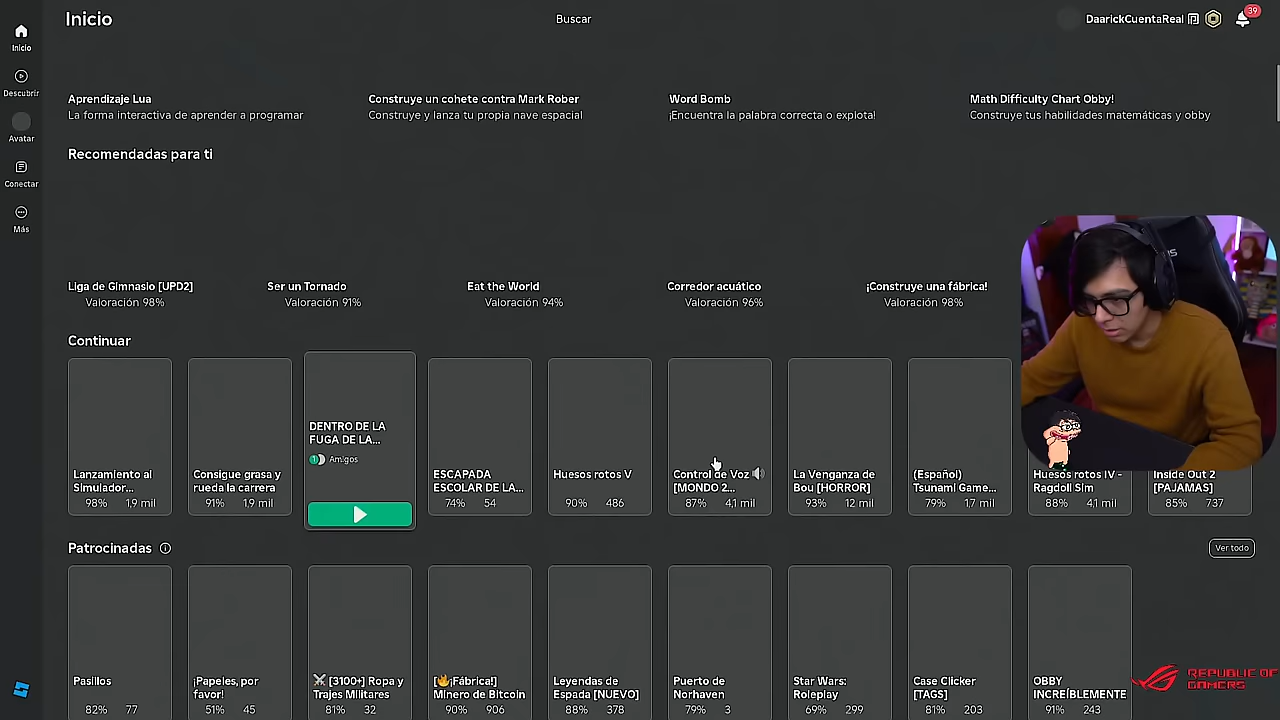 Inicio
Buscar
DaarickCuentaReal
39
Inicio
Descubrir
Avatar
Conectar
Más
Aprendizaje Lua
La forma interactiva de aprender a programar
Construye un cohete contra Mark Rober
Construye y lanza tu propia nave espacial
Word Bomb
¡Encuentra la palabra correcta o explota!
Math Difficulty Chart Obby!
Construye tus habilidades matemáticas y obby
Recomendadas para ti
Liga de Gimnasio [UPD2]
Valoración 98%
Ser un Tornado
Valoración 91%
Eat the World
Valoración 94%
Corredor acuático
Valoración 96%
¡Construye una fábrica!
Valoración 98%
Continuar
Lanzamiento al
Simulador...
98% 1,9 mil
Consigue grasa y
rueda la carrera
91% 1,9 mil
DENTRO DE LA
FUGA DE LA...
1 Amigos
ESCAPADA
ESCOLAR DE LA...
74% 54
Huesos rotos V
90% 486
Control de Voz
[MONDO 2...
87% 4,1 mil
La Venganza de
Bou [HORROR]
93% 12 mil
(Español)
Tsunami Game...
79% 1,7 mil
Huesos rotos IV -
Ragdoll Sim
88% 4,1 mil
Inside Out 2
[PAJAMAS]
85% 737
Patrocinadas
Ver todo
Pasillos
82% 77
¡Papeles, por
favor!
51% 45
[3100+] Ropa y
Trajes Militares
81% 32
[🔥¡Fábrica!]
Minero de Bitcoin
90% 906
Leyendas de
Espada [NUEVO]
88% 378
Puerto de
Norhaven
79% 3
Star Wars:
Roleplay
69% 299
Case Clicker
[TAGS]
81% 203
OBBY
INCREÍBLEMENTE
91% 243
REPUBLIC OF
GAMERS